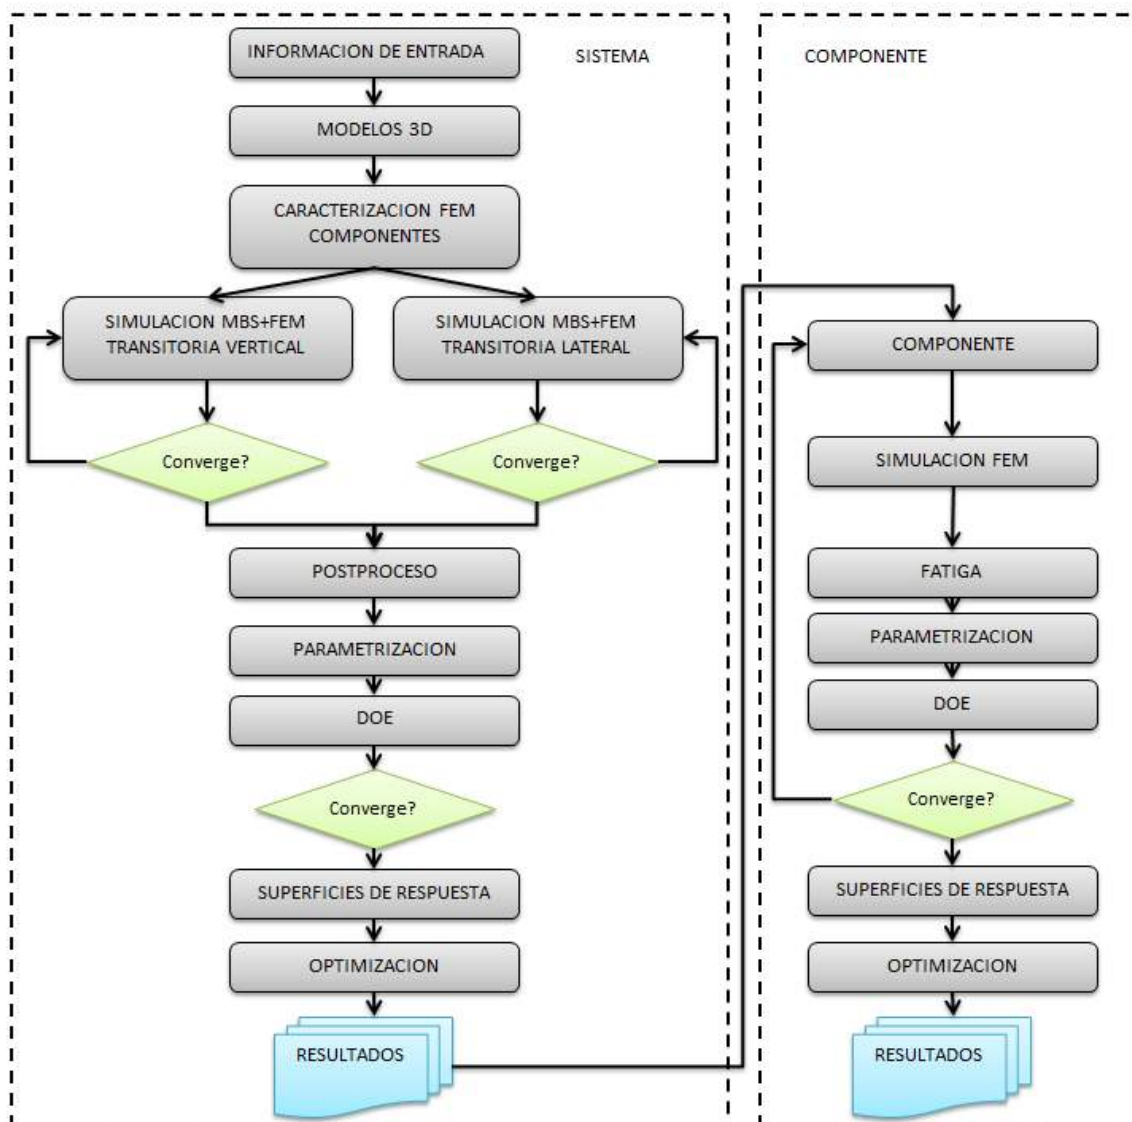 SISTEMA
INFORMACION DE ENTRADA
MODELOS 3D
CARACTERIZACION FEM
COMPONENTES
SIMULACION MBS+FEM
TRANSITORIA VERTICAL
SIMULACION MBS+FEM
TRANSITORIA LATERAL
Converge?
Converge?
POSTPROCESO
PARAMETRIZACION
DOE
Converge?
SUPERFICIES DE RESPUESTA
OPTIMIZACION
RESULTADOS
COMPONENTE
COMPONENTE
SIMULACION FEM
FATIGA
PARAMETRIZACION
DOE
Converge?
SUPERFICIES DE RESPUESTA
OPTIMIZACION
RESULTADOS